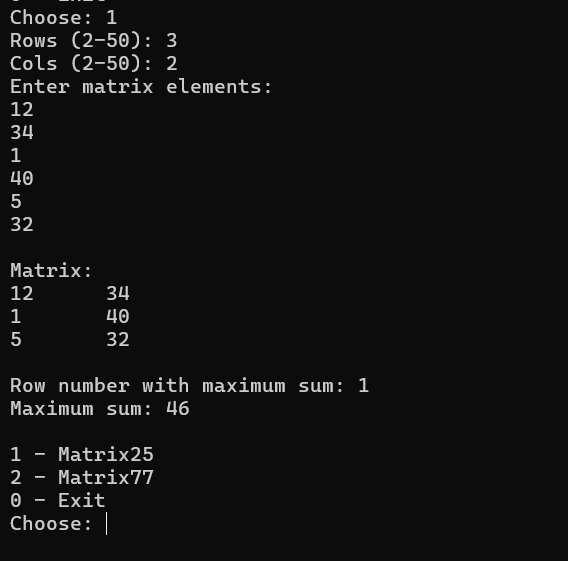 Choose: 1
Rows (2-50): 3
Cols (2-50): 2
Enter matrix elements:
12
34
1
40
5
32
Matrix:
12 34
1 40
5 32
Row number with maximum sum: 1
Maximum sum: 46
1 - Matrix25
2 - Matrix77
0 - Exit
Choose: